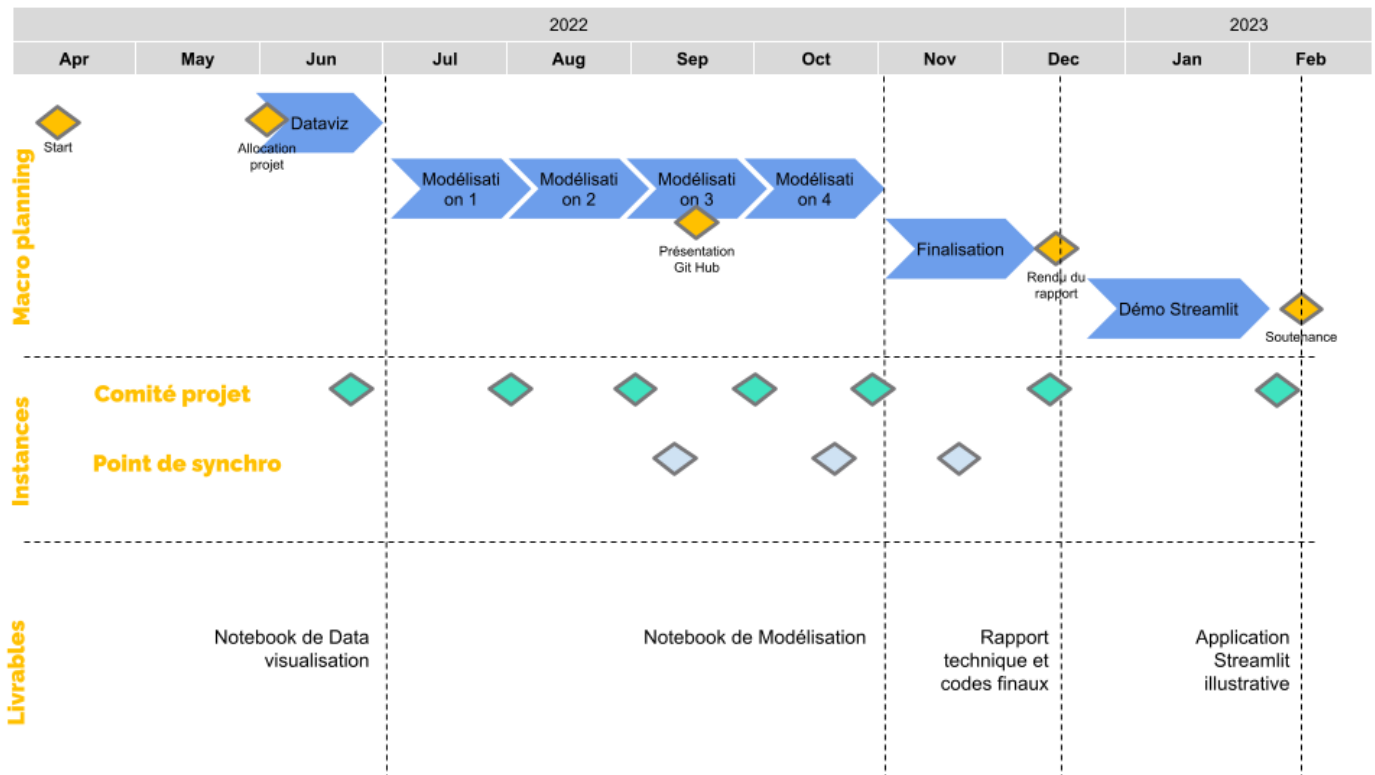 2022
2023
Apr
May
Jun
Jul
Aug
Sep
Oct
Nov
Dec
Jan
Feb
Macro planning
Start
Allocation
projet
Dataviz
Modélisati
on 1
Modélisati
on 2
Modélisati
on 3
Modélisati
on 4
Présentation
Git Hub
Finalisation
Rendu du
rapport
Démo Streamlit
Soutenance
Instances
Comité projet
Point de synchro
Livrables
Notebook de Data
visualisation
Notebook de Modélisation
Rapport
technique et
codes finaux
Application
Streamlit
illustrative